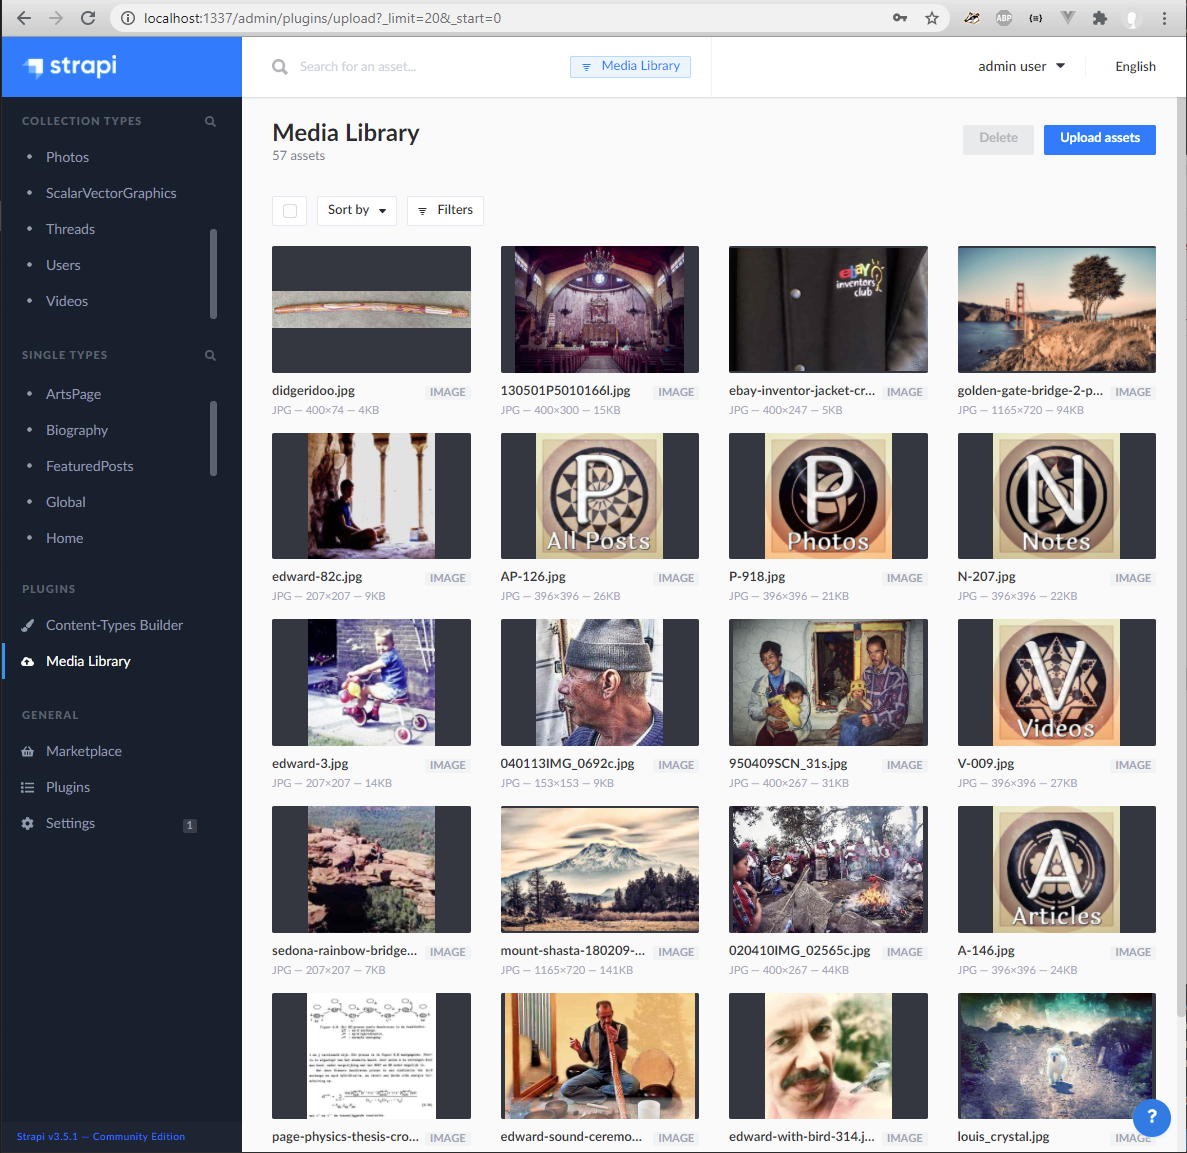 localhost:1337/admin/plugins/upload?_limit=20&_start=0
ABP
strapi
Search for an asset...
Media Library
admin user
English
COLLECTION TYPES
Photos
ScalarVectorGraphics
Threads
Users
Videos
SINGLE TYPES
ArtsPage
Biography
FeaturedPosts
Global
Home
PLUGINS
Content-Types Builder
Media Library
GENERAL
Marketplace
Plugins
Settings
1
Strapi v3.5.1 — Community Edition
Media Library
57 assets
Delete
Upload assets
Sort by
Filters
ebay
inventors
club
didgeridoo.jpg IMAGE
JPG — 400×74 — 4KB
130501P5010166l.jpg IMAGE
JPG — 400×300 — 15KB
ebay-inventor-jacket-cr... IMAGE
JPG — 400×247 — 5KB
golden-gate-bridge-2-p... IMAGE
JPG — 1165×720 — 94KB
P
All Posts
P
Photos
N
Notes
edward-82c.jpg IMAGE
JPG — 207×207 — 9KB
AP-126.jpg IMAGE
JPG — 396×396 — 26KB
P-918.jpg IMAGE
JPG — 396×396 — 21KB
N-207.jpg IMAGE
JPG — 396×396 — 22KB
V
Videos
edward-3.jpg IMAGE
JPG — 207×207 — 14KB
040113IMG_0692c.jpg IMAGE
JPG — 153×153 — 9KB
950409SCN_31s.jpg IMAGE
JPG — 400×267 — 31KB
V-009.jpg IMAGE
JPG — 396×396 — 27KB
A
Articles
sedona-rainbow-bridge... IMAGE
JPG — 207×207 — 7KB
mount-shasta-180209-... IMAGE
JPG — 1165×720 — 141KB
020410IMG_02565c.jpg IMAGE
JPG — 400×267 — 44KB
A-146.jpg IMAGE
JPG — 396×396 — 24KB
page-physics-thesis-cro... IMAGE
edward-sound-ceremo... IMAGE
edward-with-bird-314.j... IMAGE
louis_crystal.jpg IMAGE
?